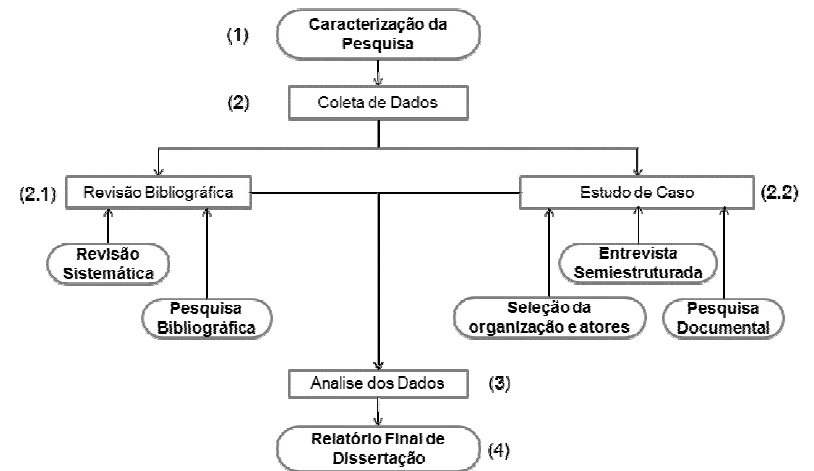 (1)
Caracterização da
Pesquisa
(2)
Coleta de Dados
(2.1)
Revisão Bibliográfica
Estudo de Caso
(2.2)
Revisão
Sistemática
Entrevista
Semiestruturada
Pesquisa
Bibliográfica
Seleção da
organização e atores
Pesquisa
Documental
Analise dos Dados
(3)
Relatório Final de
Dissertação
(4)